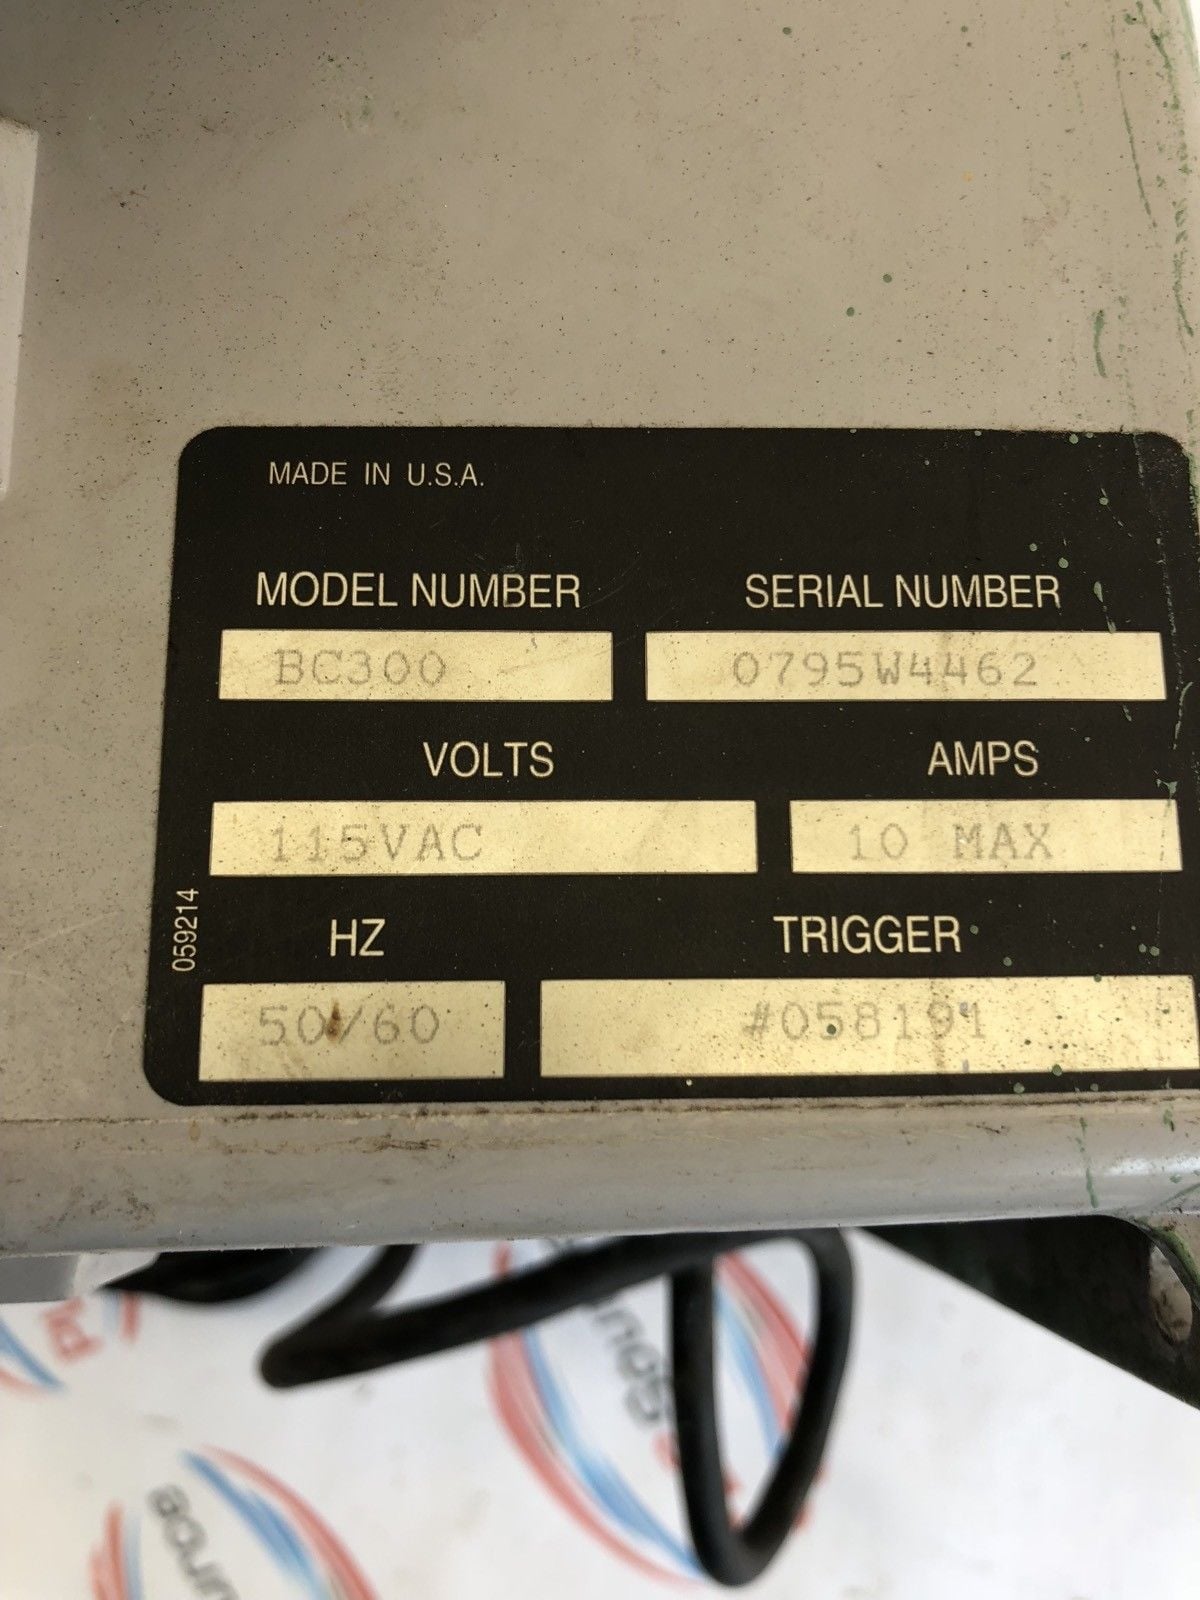 MADE IN U.S.A.
MODEL NUMBER SERIAL NUMBER
BC300 0795W4462
VOLTS AMPS
115VAC 10 MAX
HZ TRIGGER
50/60 #058191
059214